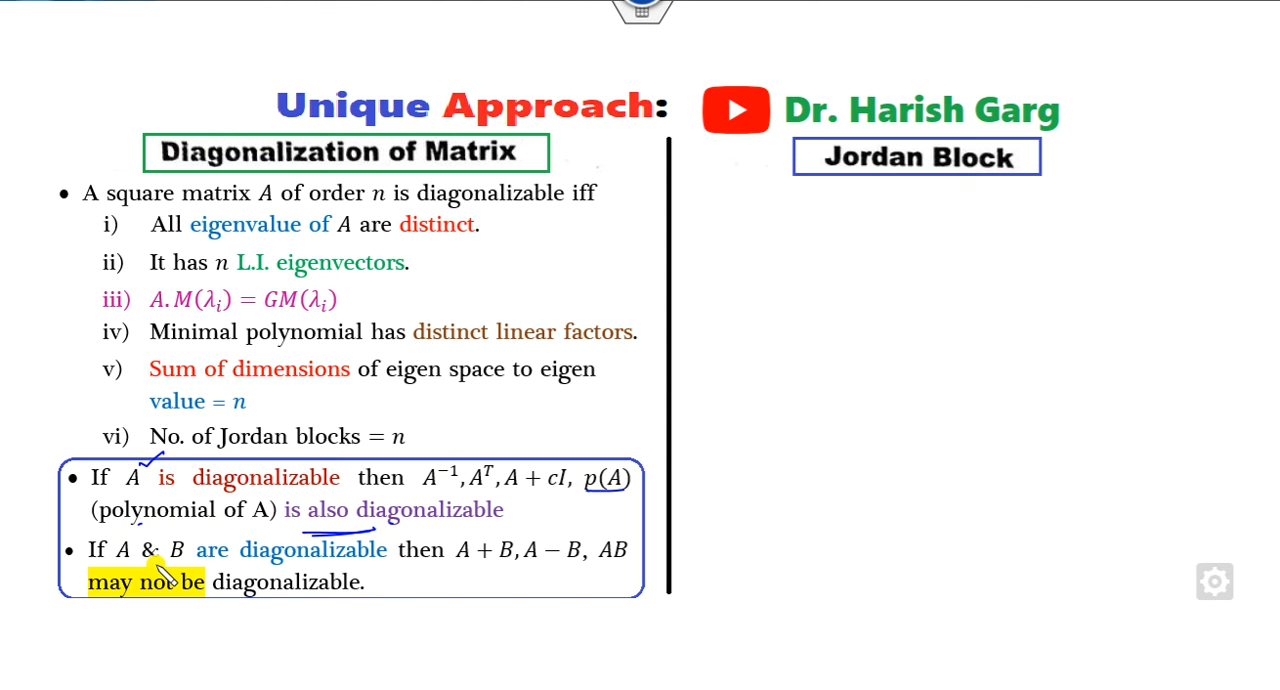 Unique Approach:
Dr. Harish Garg
Diagonalization of Matrix
• A square matrix A of order n is diagonalizable iff
i) All eigenvalue of A are distinct.
ii) It has n L.I. eigenvectors.
iii) A.M(λᵢ) = GM(λᵢ)
iv) Minimal polynomial has distinct linear factors.
v) Sum of dimensions of eigen space to eigen
value = n
vi) No. of Jordan blocks = n
• If A is diagonalizable then A⁻¹, Aᵀ, A + cI, p(A)
(polynomial of A) is also diagonalizable
• If A & B are diagonalizable then A + B, A − B, AB
may not be diagonalizable.
Jordan Block